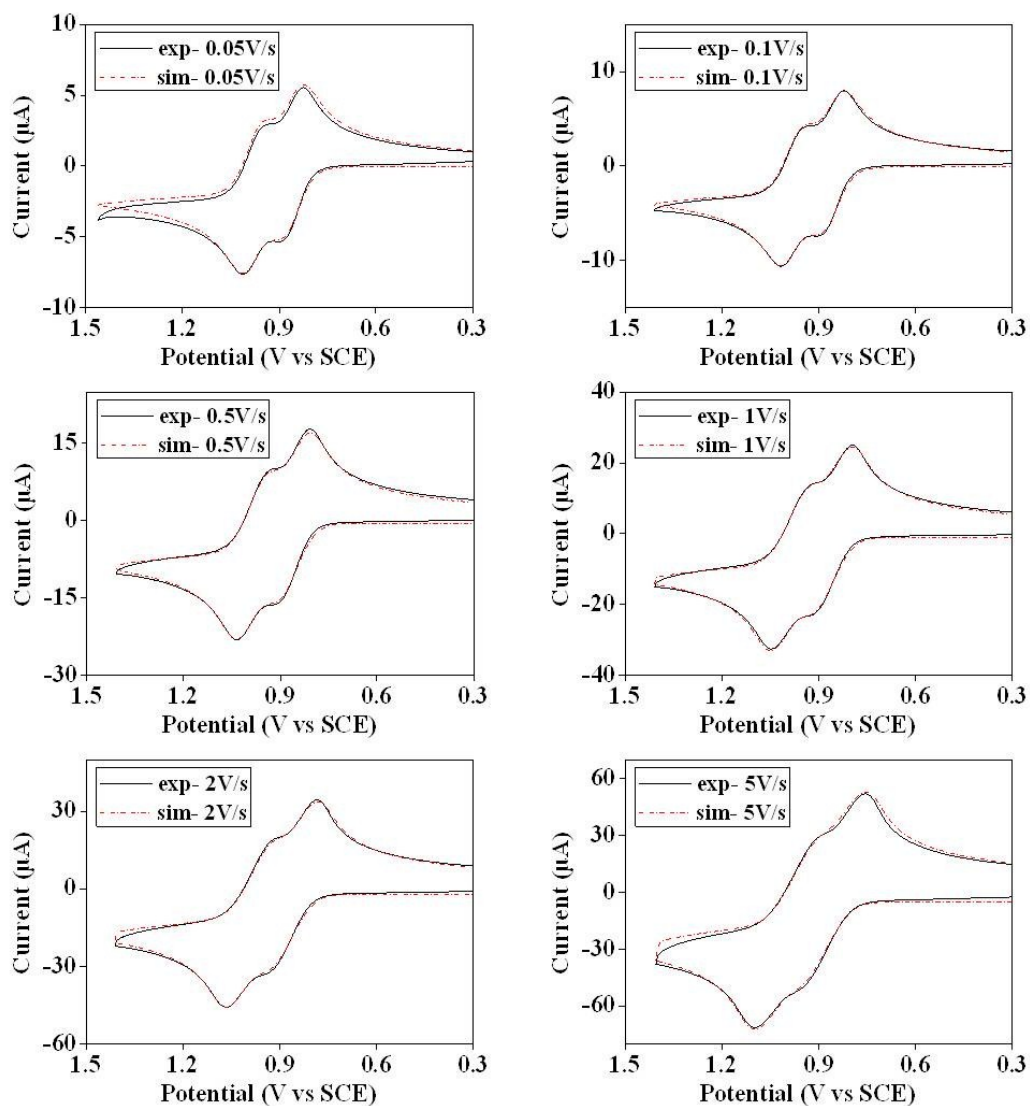 exp- 0.05V/s
sim- 0.05V/s
10
5
0
-5
-10
Current (µA)
1.5 1.2 0.9 0.6 0.3
Potential (V vs SCE)
exp- 0.1V/s
sim- 0.1V/s
10
0
-10
Current (µA)
1.5 1.2 0.9 0.6 0.3
Potential (V vs SCE)
exp- 0.5V/s
sim- 0.5V/s
15
0
-15
-30
Current (µA)
1.5 1.2 0.9 0.6 0.3
Potential (V vs SCE)
exp- 1V/s
sim- 1V/s
40
20
0
-20
-40
Current (µA)
1.5 1.2 0.9 0.6 0.3
Potential (V vs SCE)
exp- 2V/s
sim- 2V/s
30
0
-30
-60
Current (µA)
1.5 1.2 0.9 0.6 0.3
Potential (V vs SCE)
exp- 5V/s
sim- 5V/s
60
30
0
-30
-60
Current (µA)
1.5 1.2 0.9 0.6 0.3
Potential (V vs SCE)